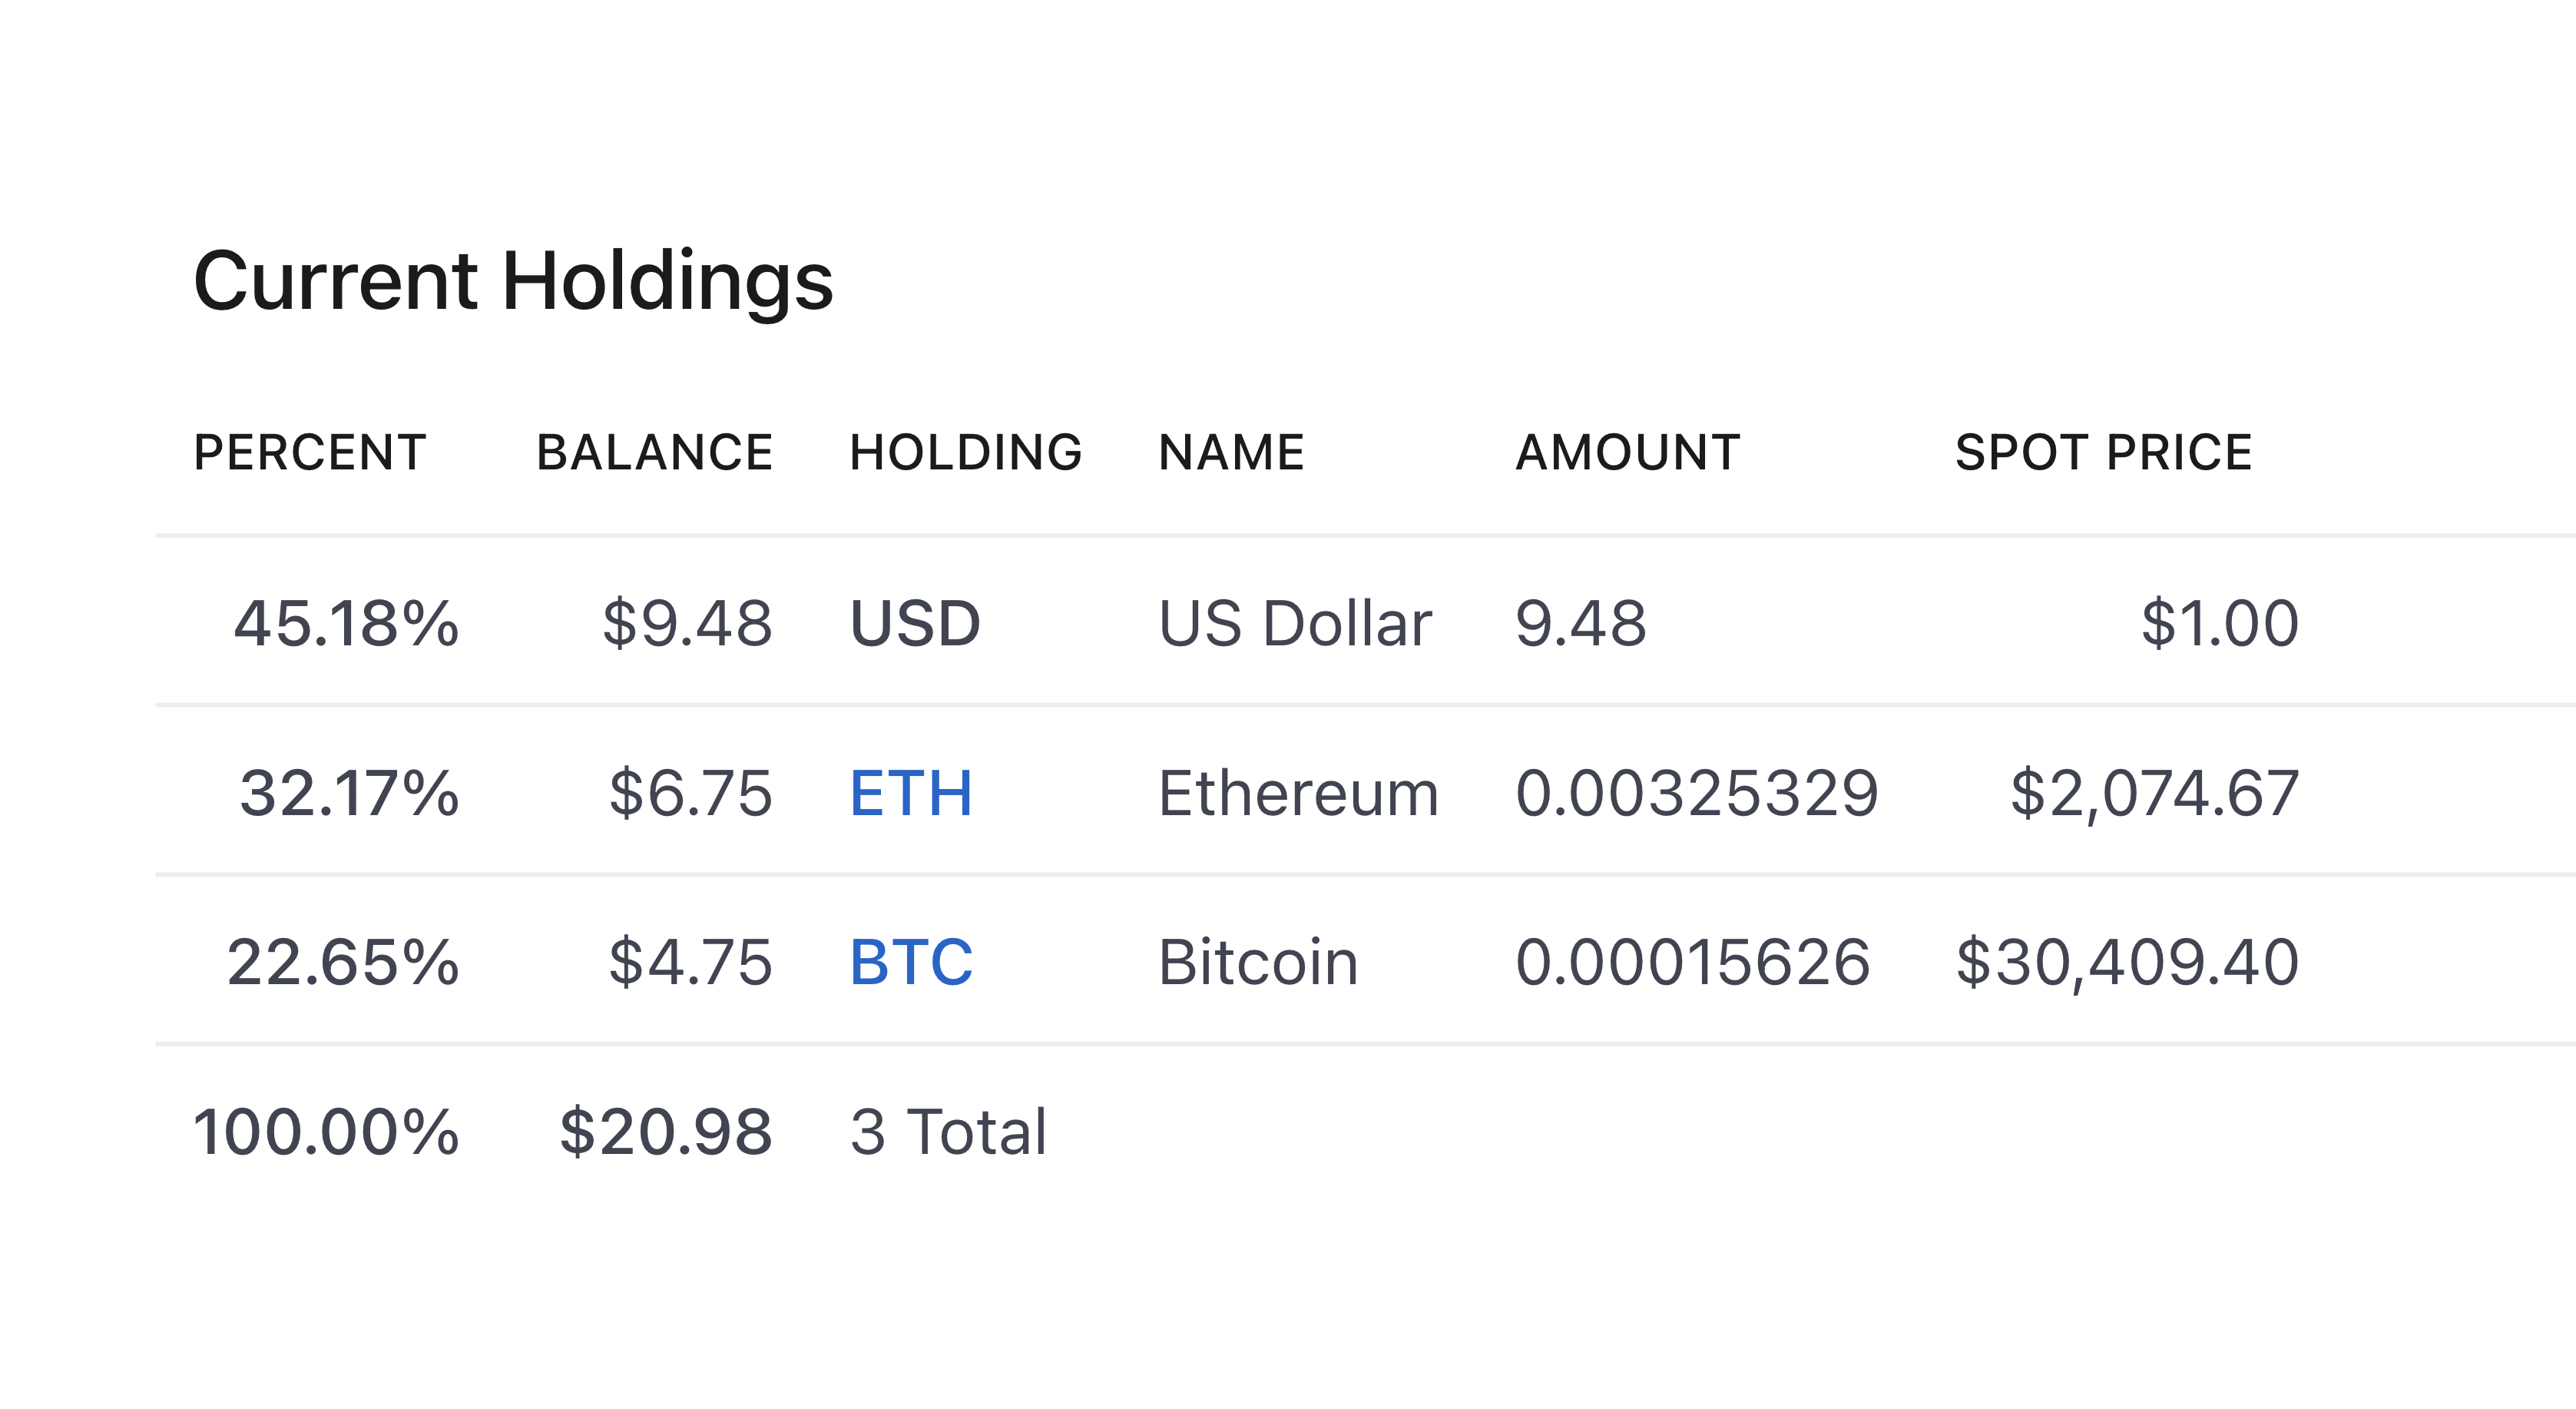 Current Holdings
PERCENT BALANCE HOLDING NAME AMOUNT SPOT PRICE
45.18% $9.48 USD US Dollar 9.48 $1.00
32.17% $6.75 ETH Ethereum 0.00325329 $2,074.67
22.65% $4.75 BTC Bitcoin 0.00015626 $30,409.40
100.00% $20.98 3 Total